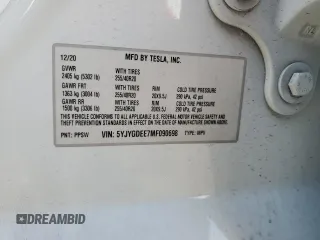 12/20 MFD BY TESLA, INC.
GVWR
2405 kg (5302 lb) WITH TIRES 255/40R20
GAWR FRT WITH TIRES RIMS COLD TIRE PRESSURE
1363 kg (3004 lb) 255/40R20 20X9.5J 290 kPa, 42 psi
GAWR RR WITH TIRES RIMS COLD TIRE PRESSURE
1500 kg (3306 lb) 255/40R20 20X9.5J 290 kPa, 42 psi
THIS VEHICLE CONFORMS TO ALL APPLICABLE U.S. FEDERAL MOTOR VEHICLE
SAFETY AND THEFT PREVENTION STANDARDS IN EFFECT ON THE DATE OF
MANUFACTURE SHOWN ABOVE.
PNT: PPSW VIN: 5YJYGDEE7MF090698 TYPE: MPV
DREAMBID